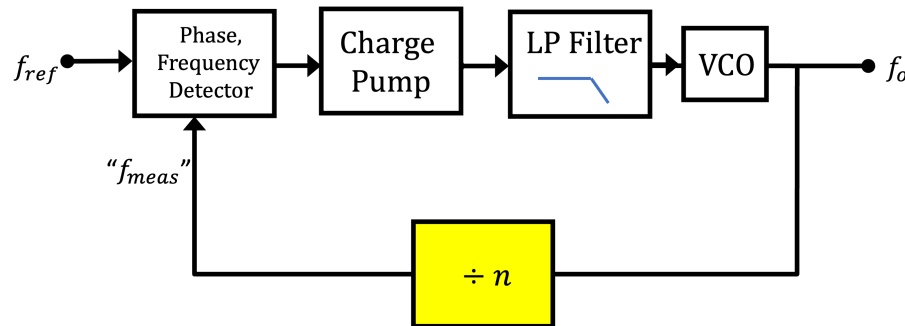 Phase,
Frequency
Detector
Charge
Pump
LP Filter
VCO
f_ref
f_o
“f_meas”
÷ n